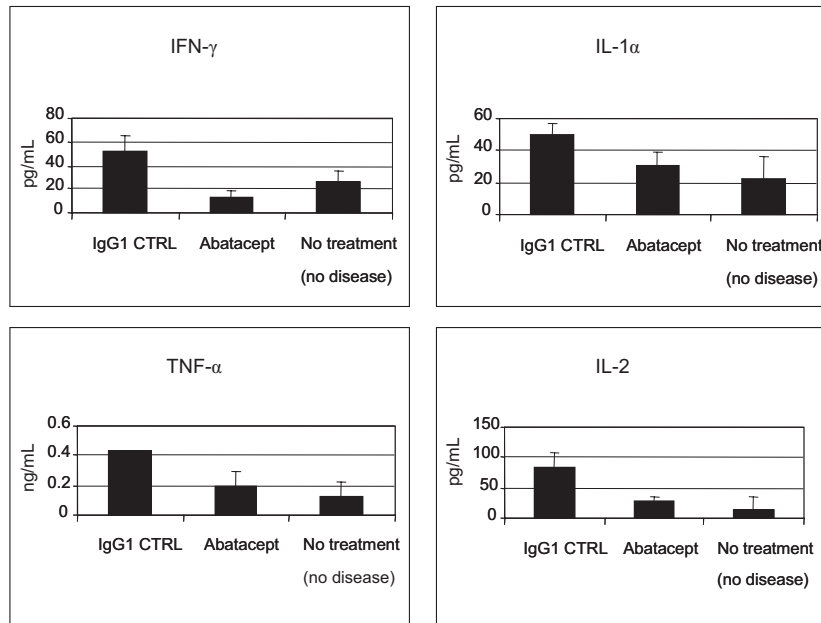 IFN-γ
80
60
40
20
0
pg/mL
IgG1 CTRL Abatacept No treatment
(no disease)
IL-1α
60
40
20
0
pg/mL
IgG1 CTRL Abatacept No treatment
(no disease)
TNF-α
0.6
0.4
0.2
0
ng/mL
IgG1 CTRL Abatacept No treatment
(no disease)
IL-2
150
100
50
0
pg/mL
IgG1 CTRL Abatacept No treatment
(no disease)